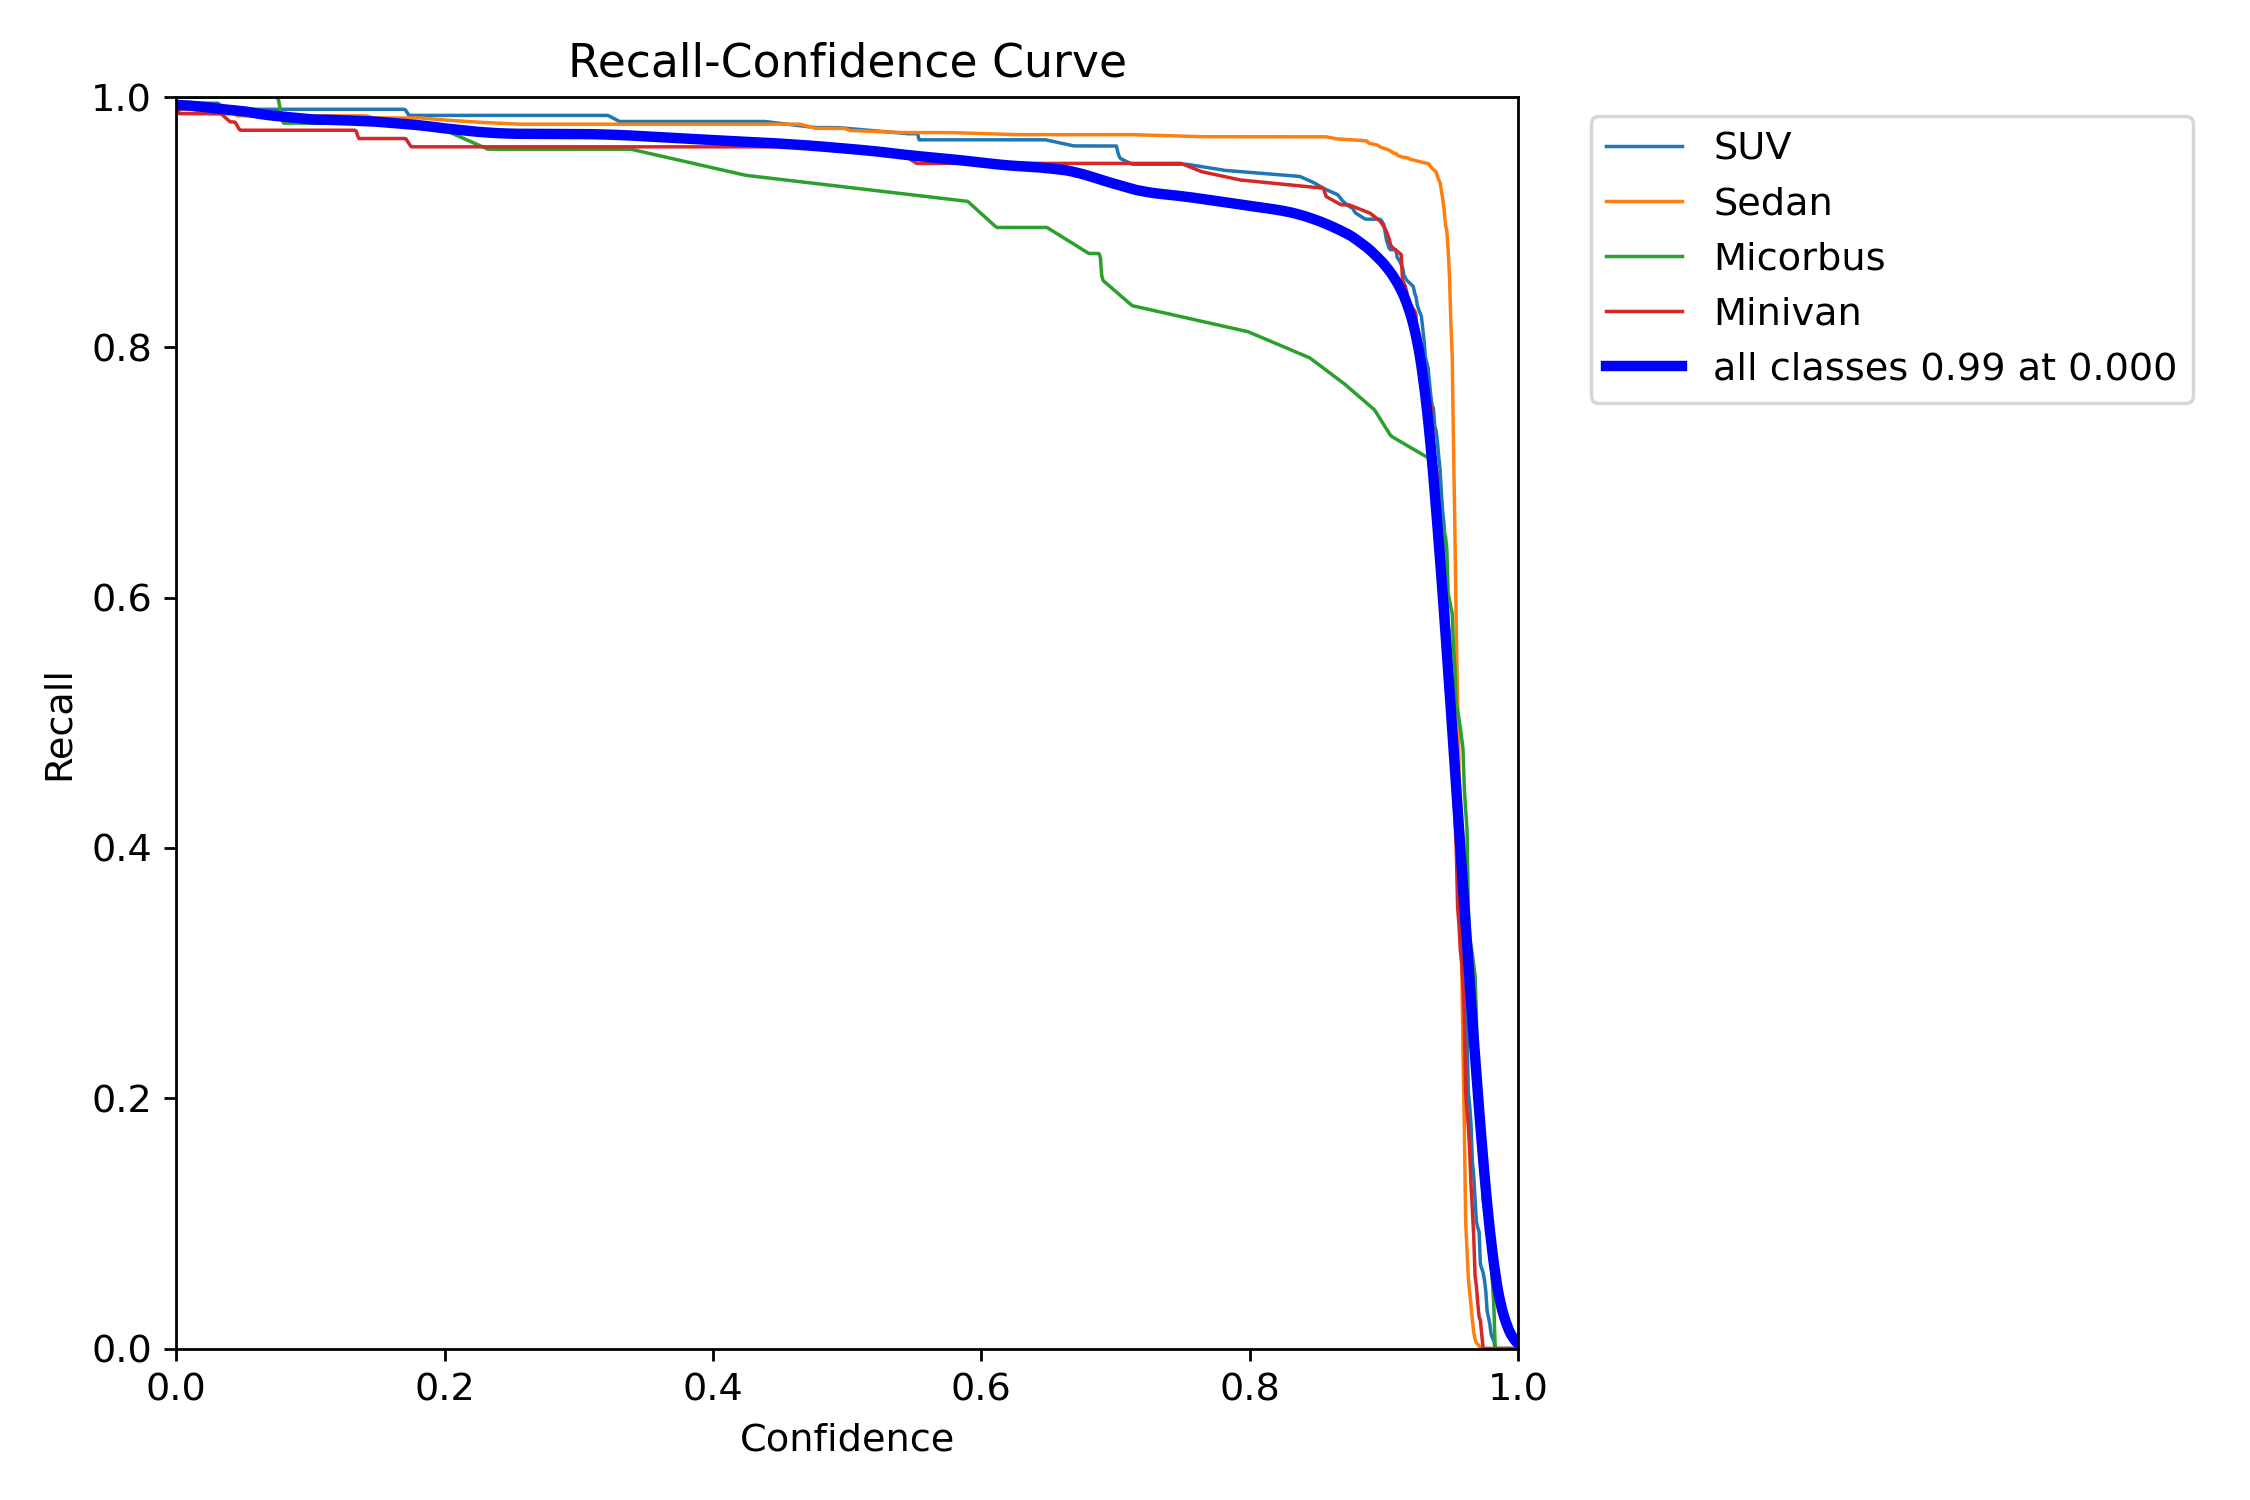 Recall-Confidence Curve
1.0
0.8
0.6
0.4
0.2
0.0
Recall
0.0 0.2 0.4 0.6 0.8 1.0
Confidence
SUV
Sedan
Micorbus
Minivan
all classes 0.99 at 0.000